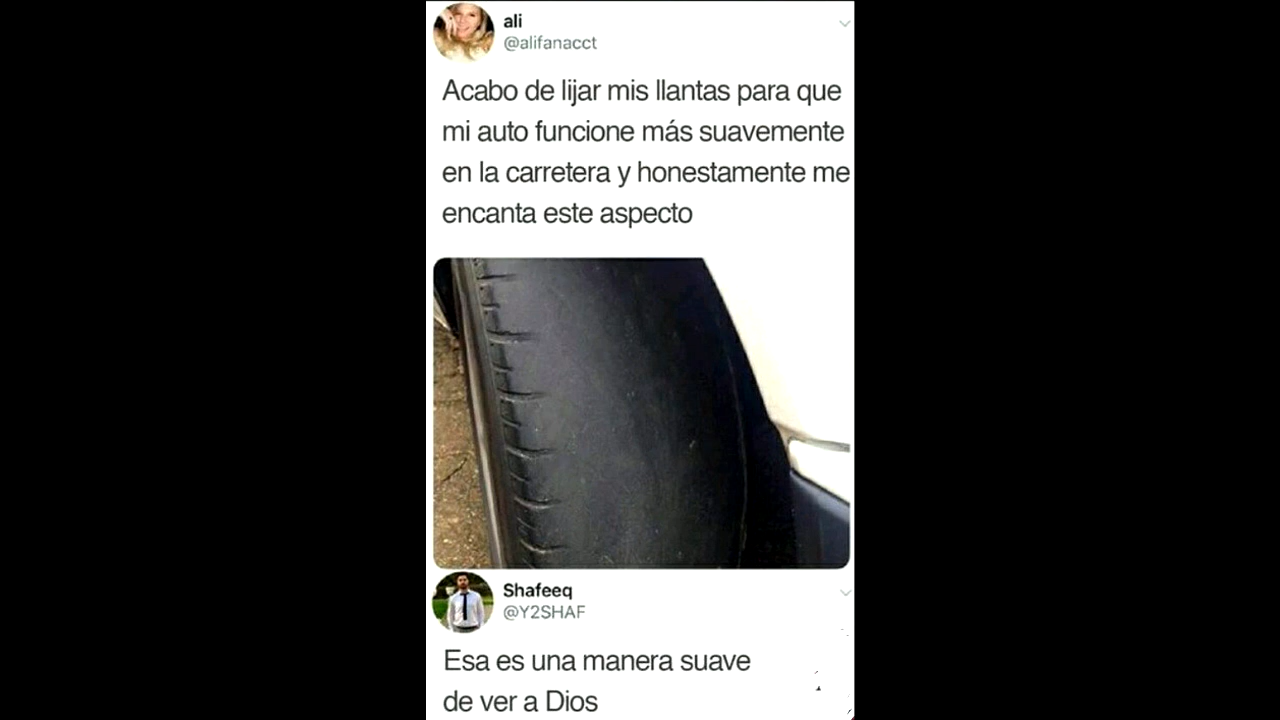 ali
@alifanacct
Acabo de lijar mis llantas para que
mi auto funcione más suavemente
en la carretera y honestamente me
encanta este aspecto
Shafeeq
@Y2SHAF
Esa es una manera suave
de ver a Dios